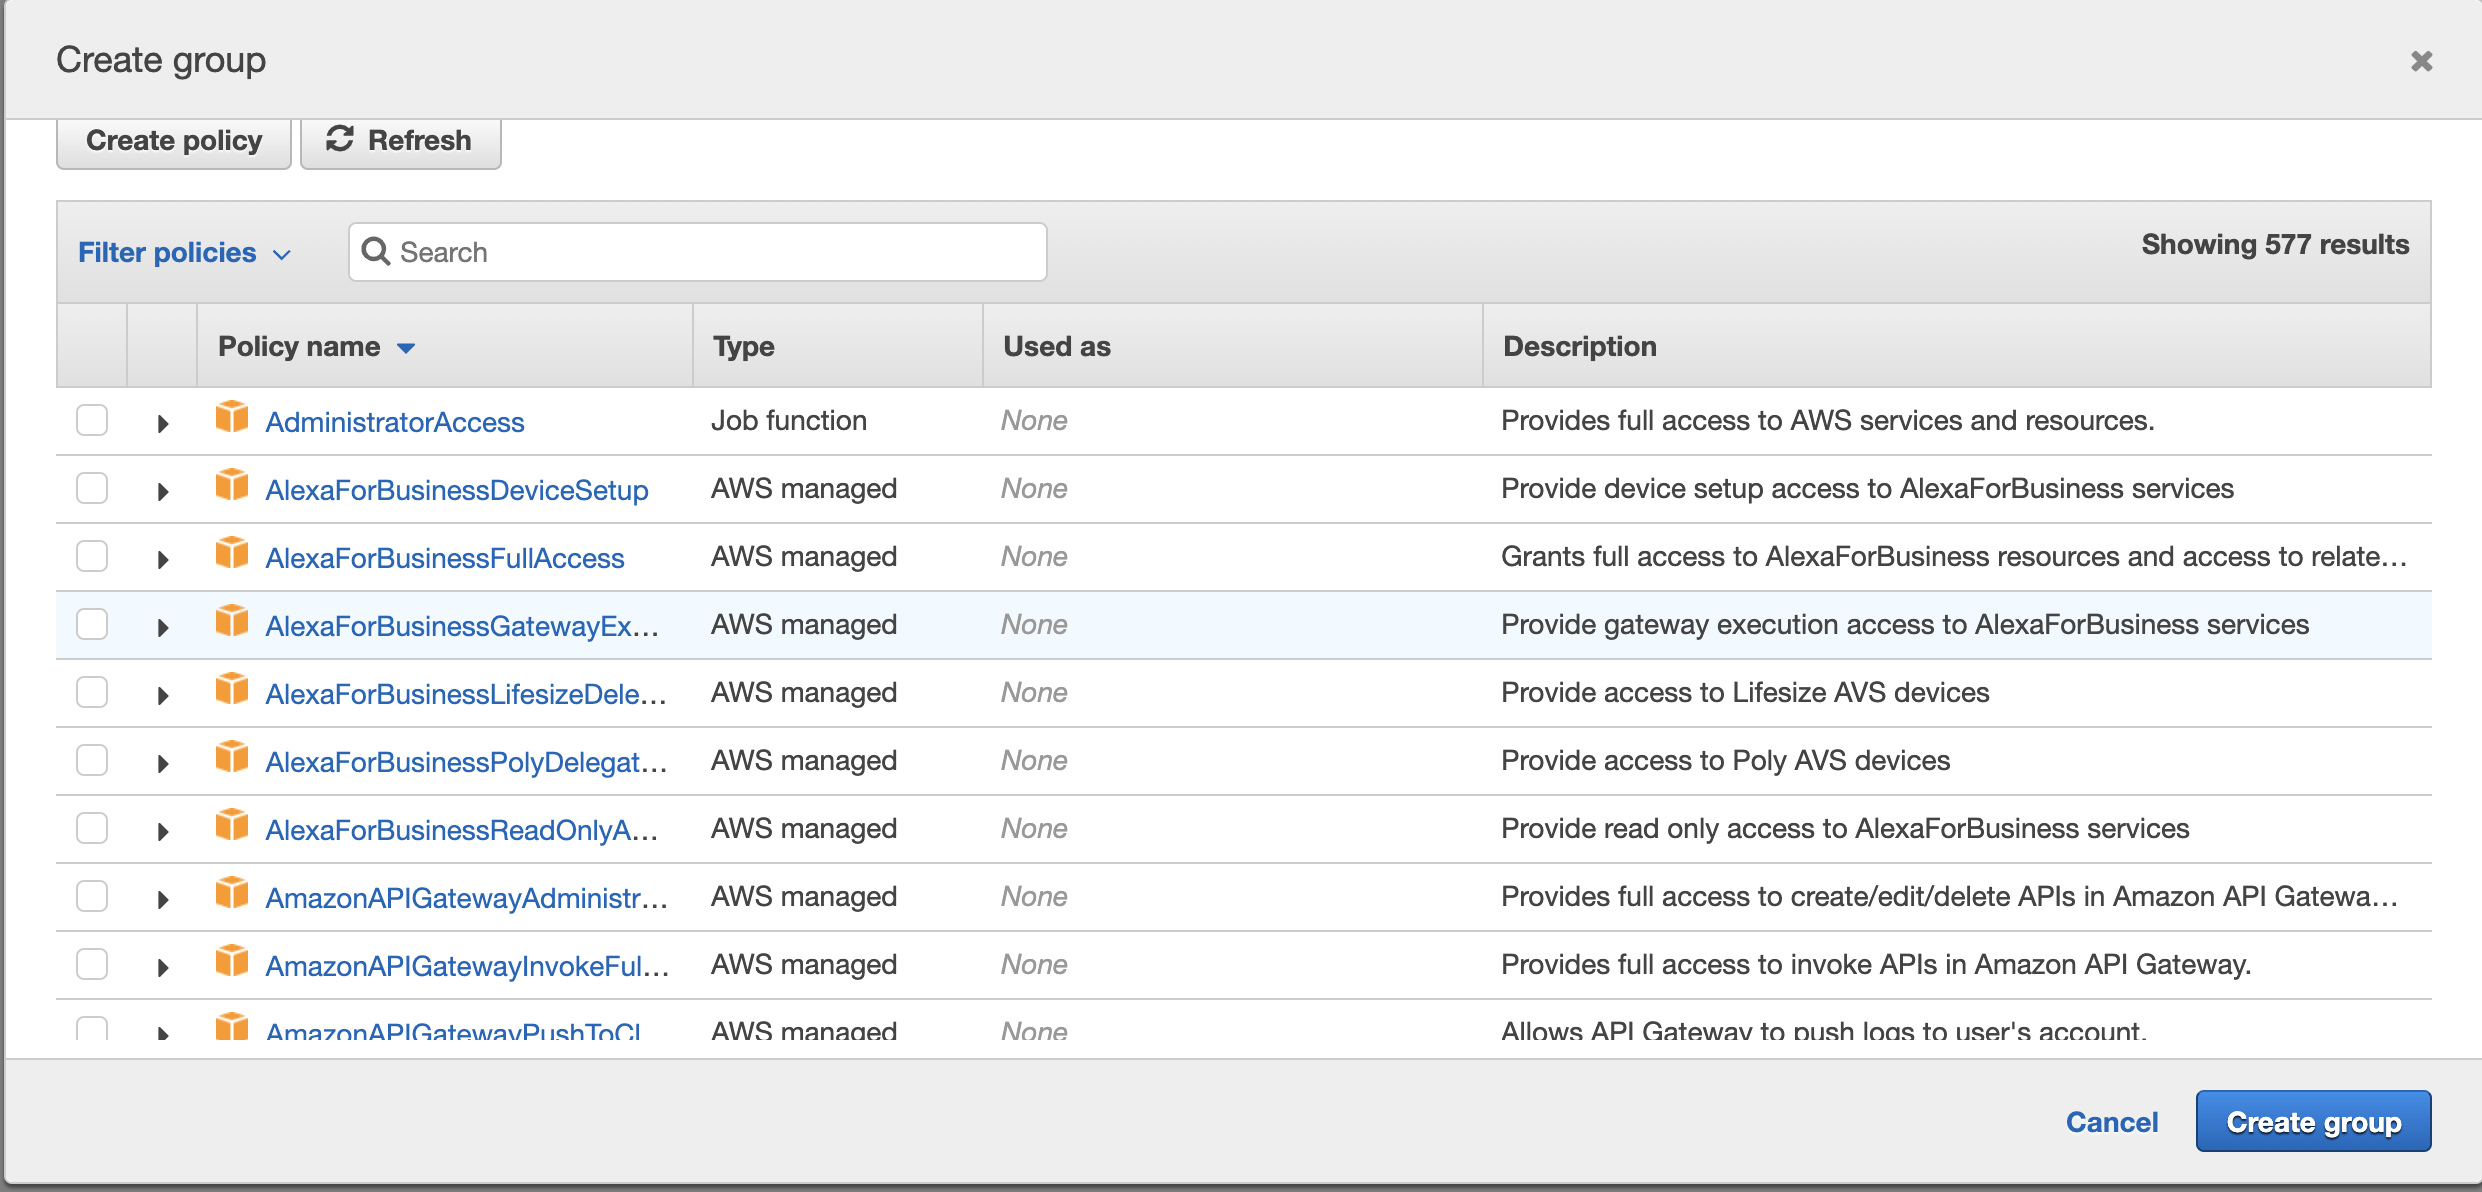 Create group
Create policy Refresh
Filter policies Search Showing 577 results
Policy name Type Used as Description
AdministratorAccess Job function None Provides full access to AWS services and resources.
AlexaForBusinessDeviceSetup AWS managed None Provide device setup access to AlexaForBusiness services
AlexaForBusinessFullAccess AWS managed None Grants full access to AlexaForBusiness resources and access to relate...
AlexaForBusinessGatewayEx... AWS managed None Provide gateway execution access to AlexaForBusiness services
AlexaForBusinessLifesizeDele... AWS managed None Provide access to Lifesize AVS devices
AlexaForBusinessPolyDelegat... AWS managed None Provide access to Poly AVS devices
AlexaForBusinessReadOnlyA... AWS managed None Provide read only access to AlexaForBusiness services
AmazonAPIGatewayAdministr... AWS managed None Provides full access to create/edit/delete APIs in Amazon API Gatewa...
AmazonAPIGatewayInvokeFul... AWS managed None Provides full access to invoke APIs in Amazon API Gateway.
AmazonAPIGatewayPushToCl AWS managed None Allows API Gateway to push logs to user's account.
Cancel Create group